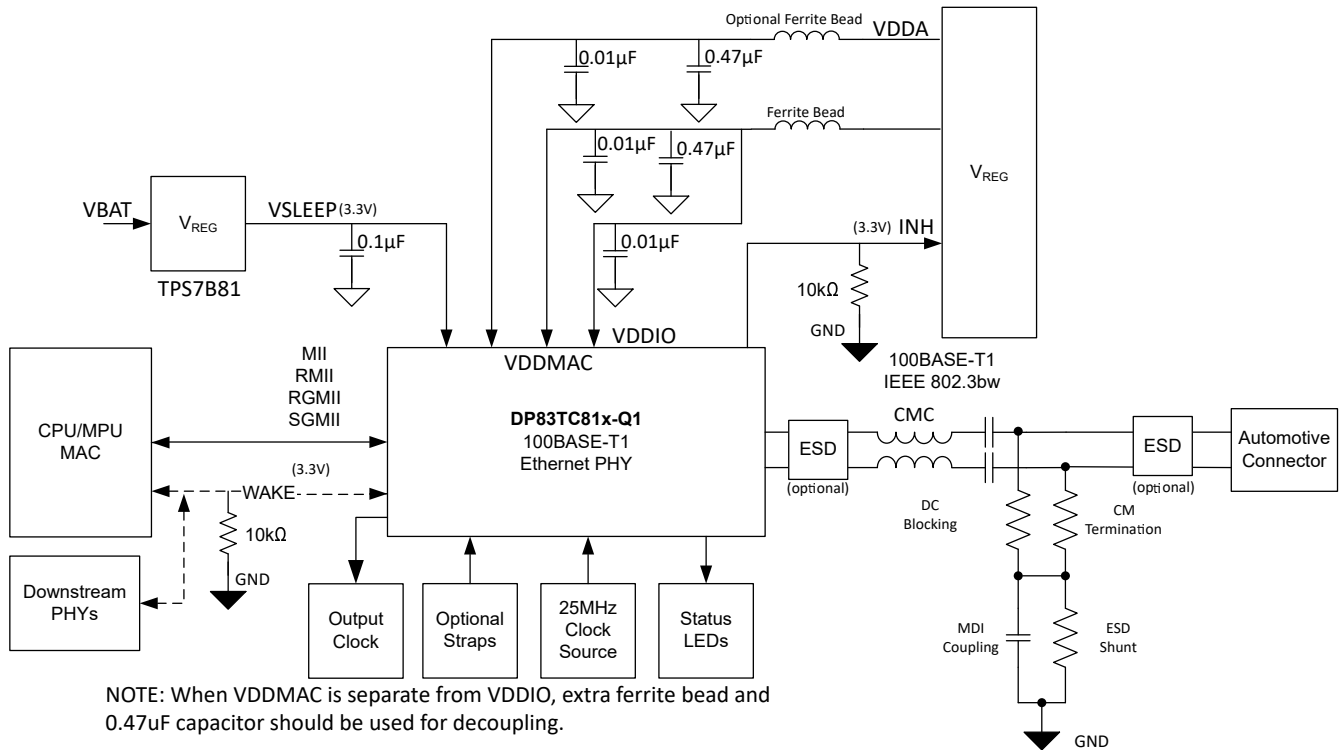 Optional Ferrite Bead
VDDA
0.01µF
0.47µF
Ferrite Bead
0.01µF
0.47µF
VREG
VBAT
VREG
VSLEEP (3.3V)
(3.3V) INH
0.1µF
0.01µF
TPS7B81
10kΩ
GND
VDDIO
VDDMAC
100BASE-T1
IEEE 802.3bw
MII
RMII
RGMII
SGMII
CPU/MPU
MAC
DP83TC81x-Q1
100BASE-T1
Ethernet PHY
CMC
ESD
(optional)
ESD
(optional)
Automotive
Connector
(3.3V)
WAKE
10kΩ
GND
DC
Blocking
CM
Termination
Downstream
PHYs
Output
Clock
Optional
Straps
25MHz
Clock
Source
Status
LEDs
MDI
Coupling
ESD
Shunt
GND
NOTE: When VDDMAC is separate from VDDIO, extra ferrite bead and
0.47uF capacitor should be used for decoupling.